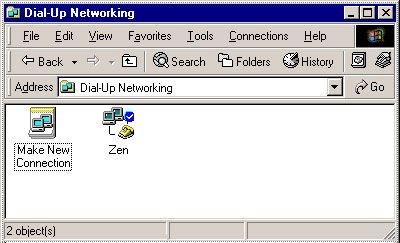 Dial-Up Networking
File Edit View Favorites Tools Connections Help
Back Search Folders History
Address Dial-Up Networking Go
Make New
Connection
Zen
2 object(s)